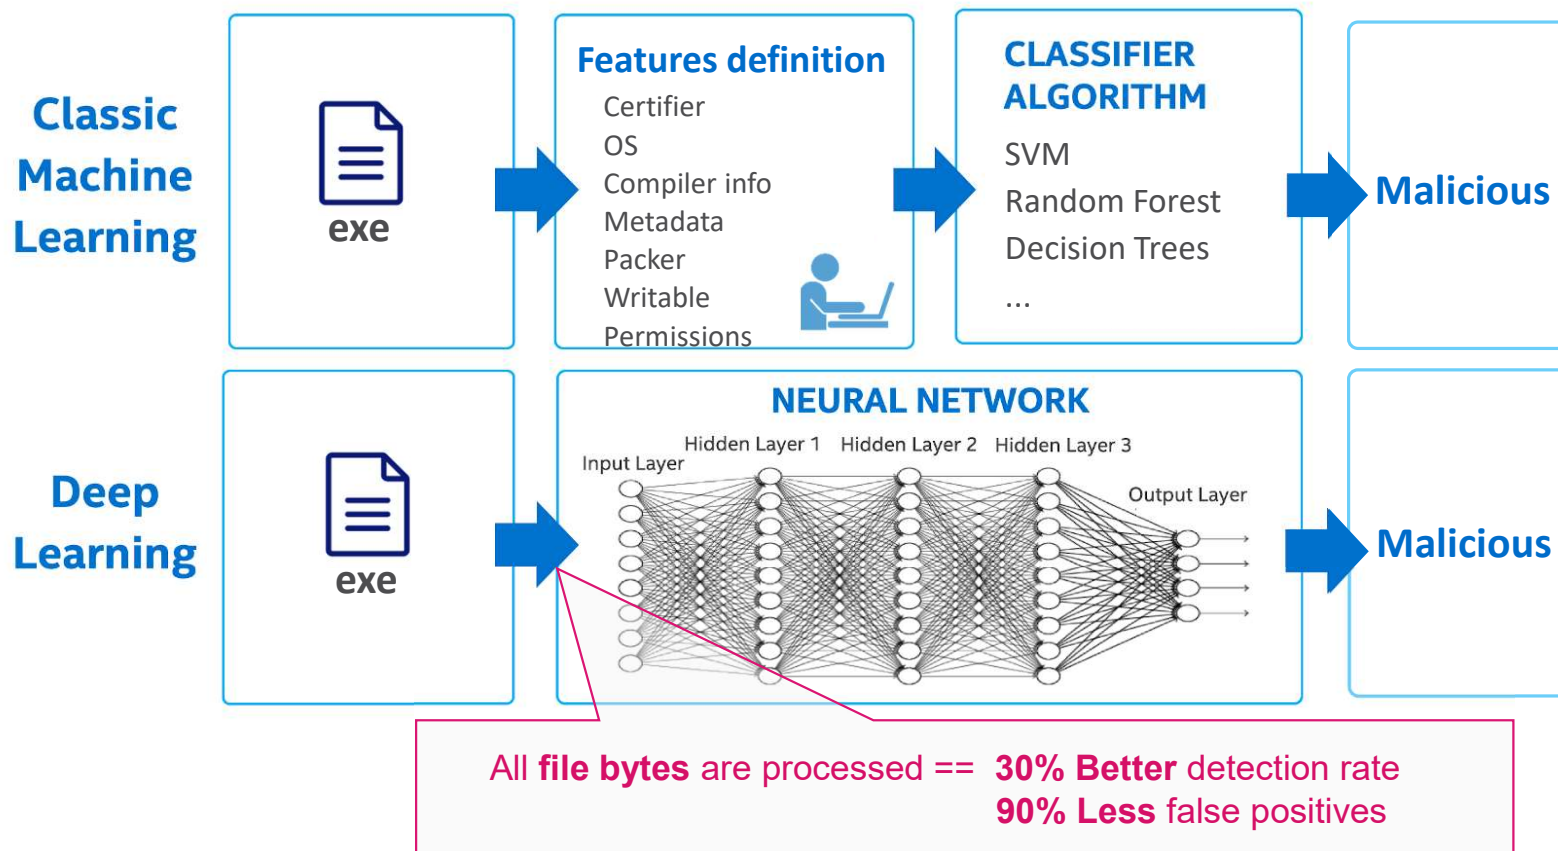 Classic
Machine
Learning
exe
Features definition
Certifier
OS
Compiler info
Metadata
Packer
Writable
Permissions
CLASSIFIER
ALGORITHM
SVM
Random Forest
Decision Trees
...
Malicious
Deep
Learning
exe
NEURAL NETWORK
Input Layer
Hidden Layer 1
Hidden Layer 2
Hidden Layer 3
Output Layer
Malicious
All file bytes are processed == 30% Better detection rate
90% Less false positives